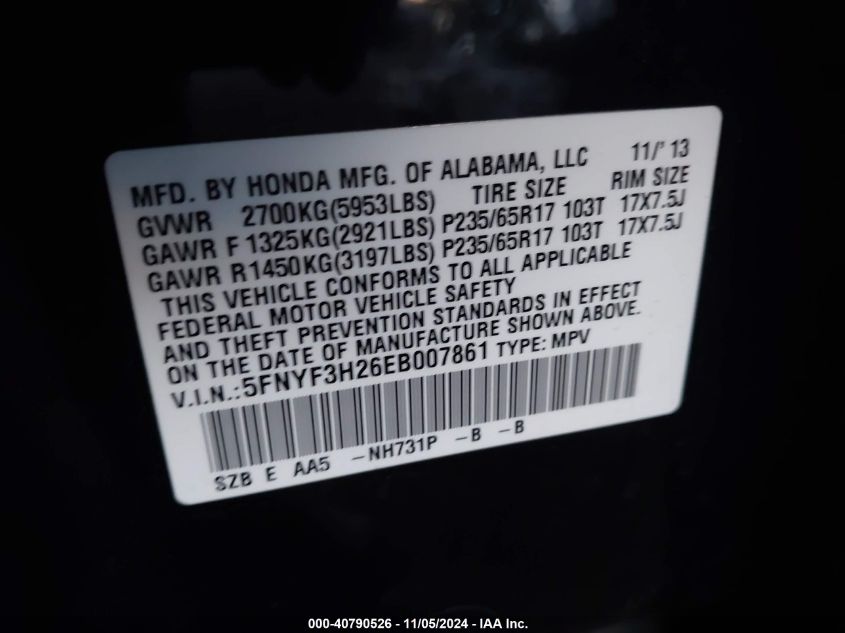 MFD. BY HONDA MFG. OF ALABAMA, LLC 11/' 13
GVWR 2700KG(5953LBS) TIRE SIZE RIM SIZE
GAWR F 1325KG(2921LBS) P235/65R17 103T 17X7.5J
GAWR R1450KG(3197LBS) P235/65R17 103T 17X7.5J
THIS VEHICLE CONFORMS TO ALL APPLICABLE
FEDERAL MOTOR VEHICLE SAFETY
AND THEFT PREVENTION STANDARDS IN EFFECT
ON THE DATE OF MANUFACTURE SHOWN ABOVE.
V.I.N.:5FNYF3H26EB007861 TYPE: MPV
SZB E AA5 -NH731P -B -B
000-40790526 - 11/05/2024 - IAA Inc.